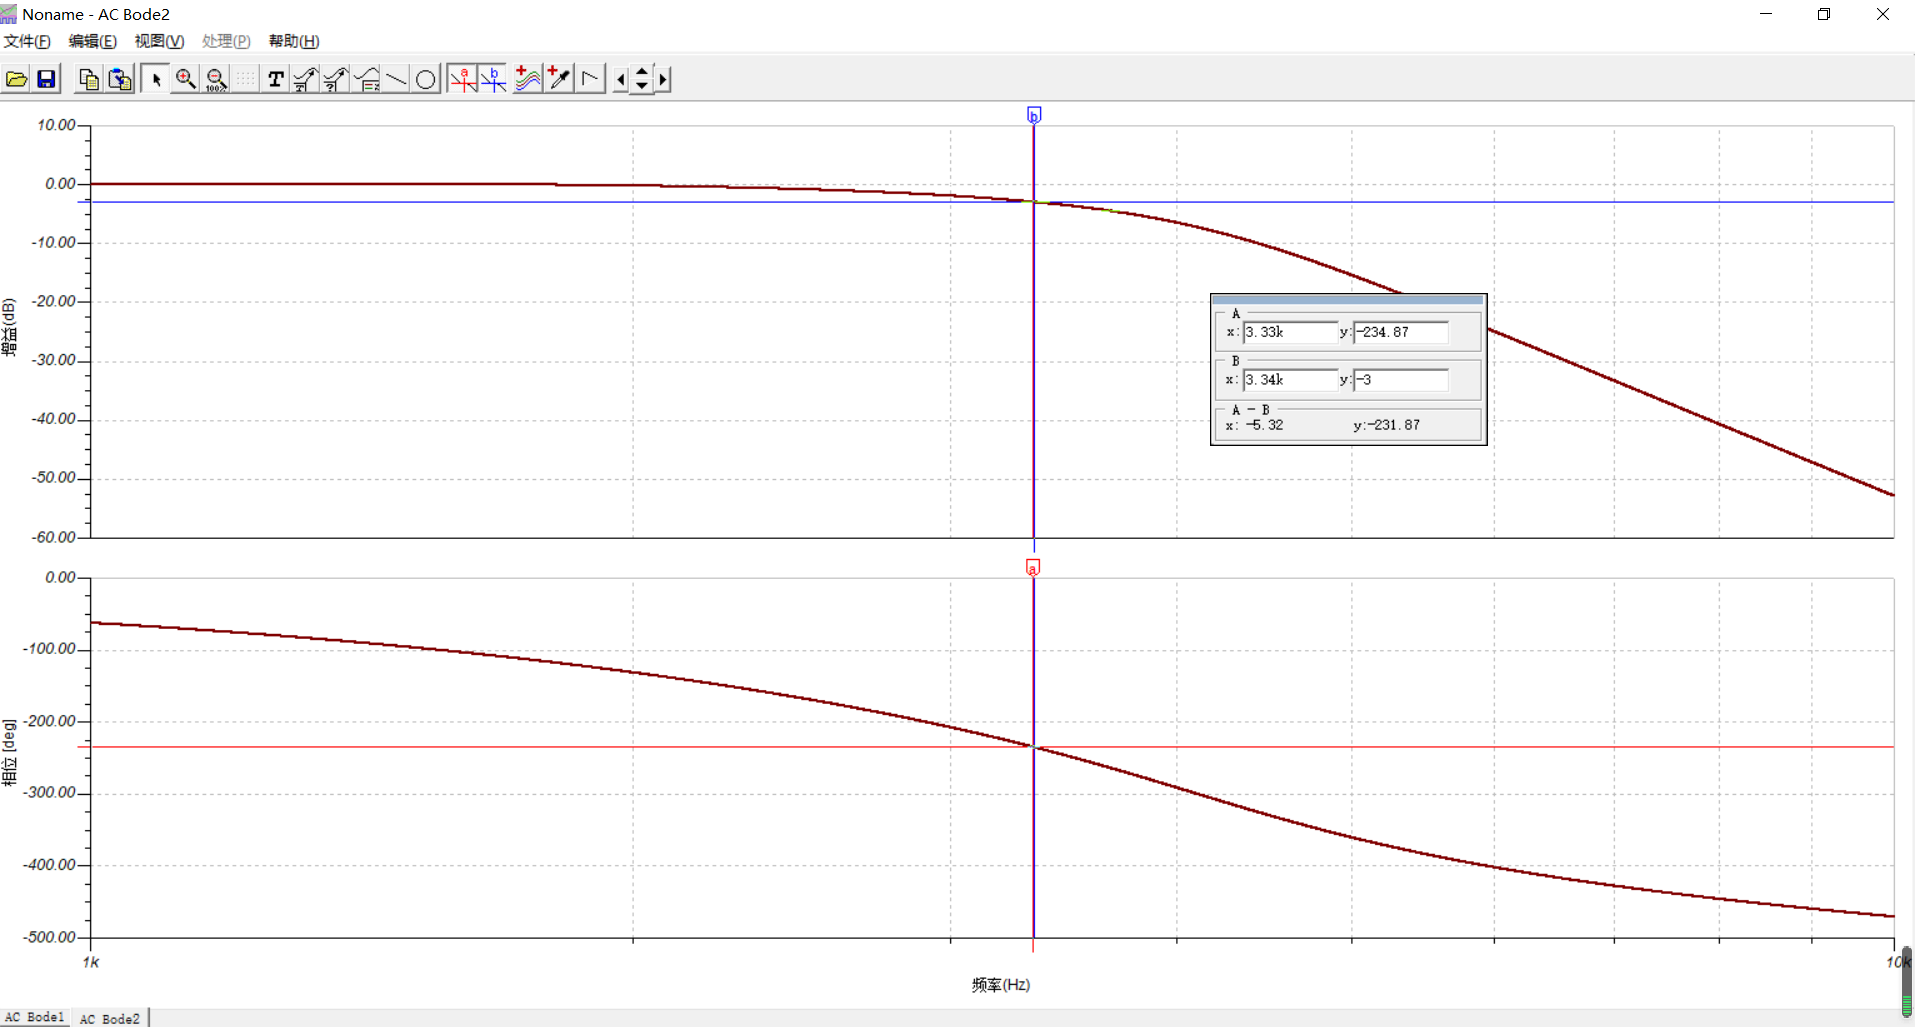 Noname - AC Bode2
文件(F) 编辑(E) 视图(V) 处理(P) 帮助(H)
100%
T
?
a
b
b
10.00
0.00
-10.00
-20.00
-30.00
-40.00
-50.00
-60.00
增益(dB)
A
x: 3.33k y: -234.87
B
x: 3.34k y: -3
A - B
x: -5.32 y:-231.87
a
0.00
-100.00
-200.00
-300.00
-400.00
-500.00
相位 [deg]
1k
10k
频率(Hz)
AC Bode1 AC Bode2